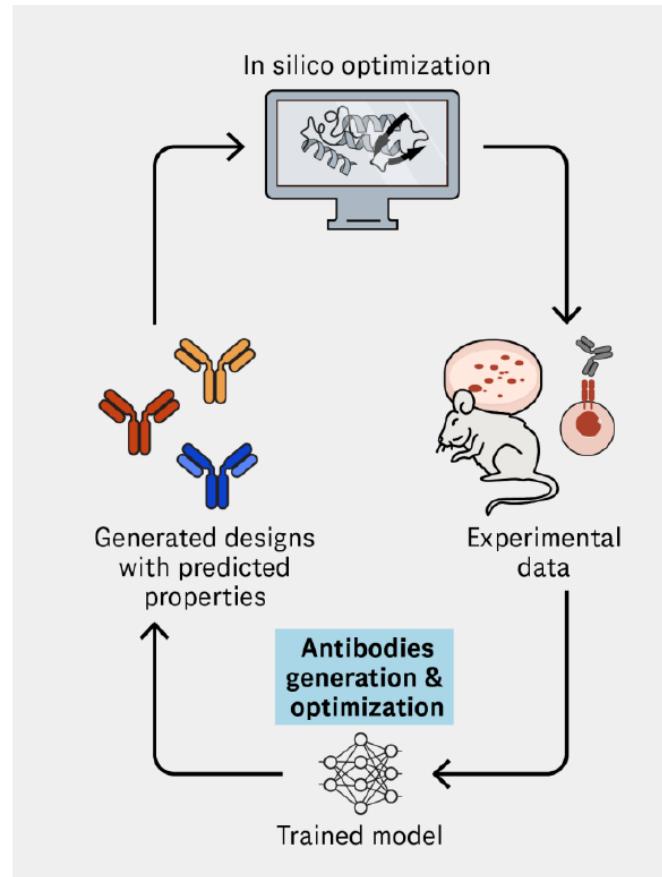 In silico optimization
Generated designs
with predicted
properties
Experimental
data
Antibodies
generation &
optimization
Trained model